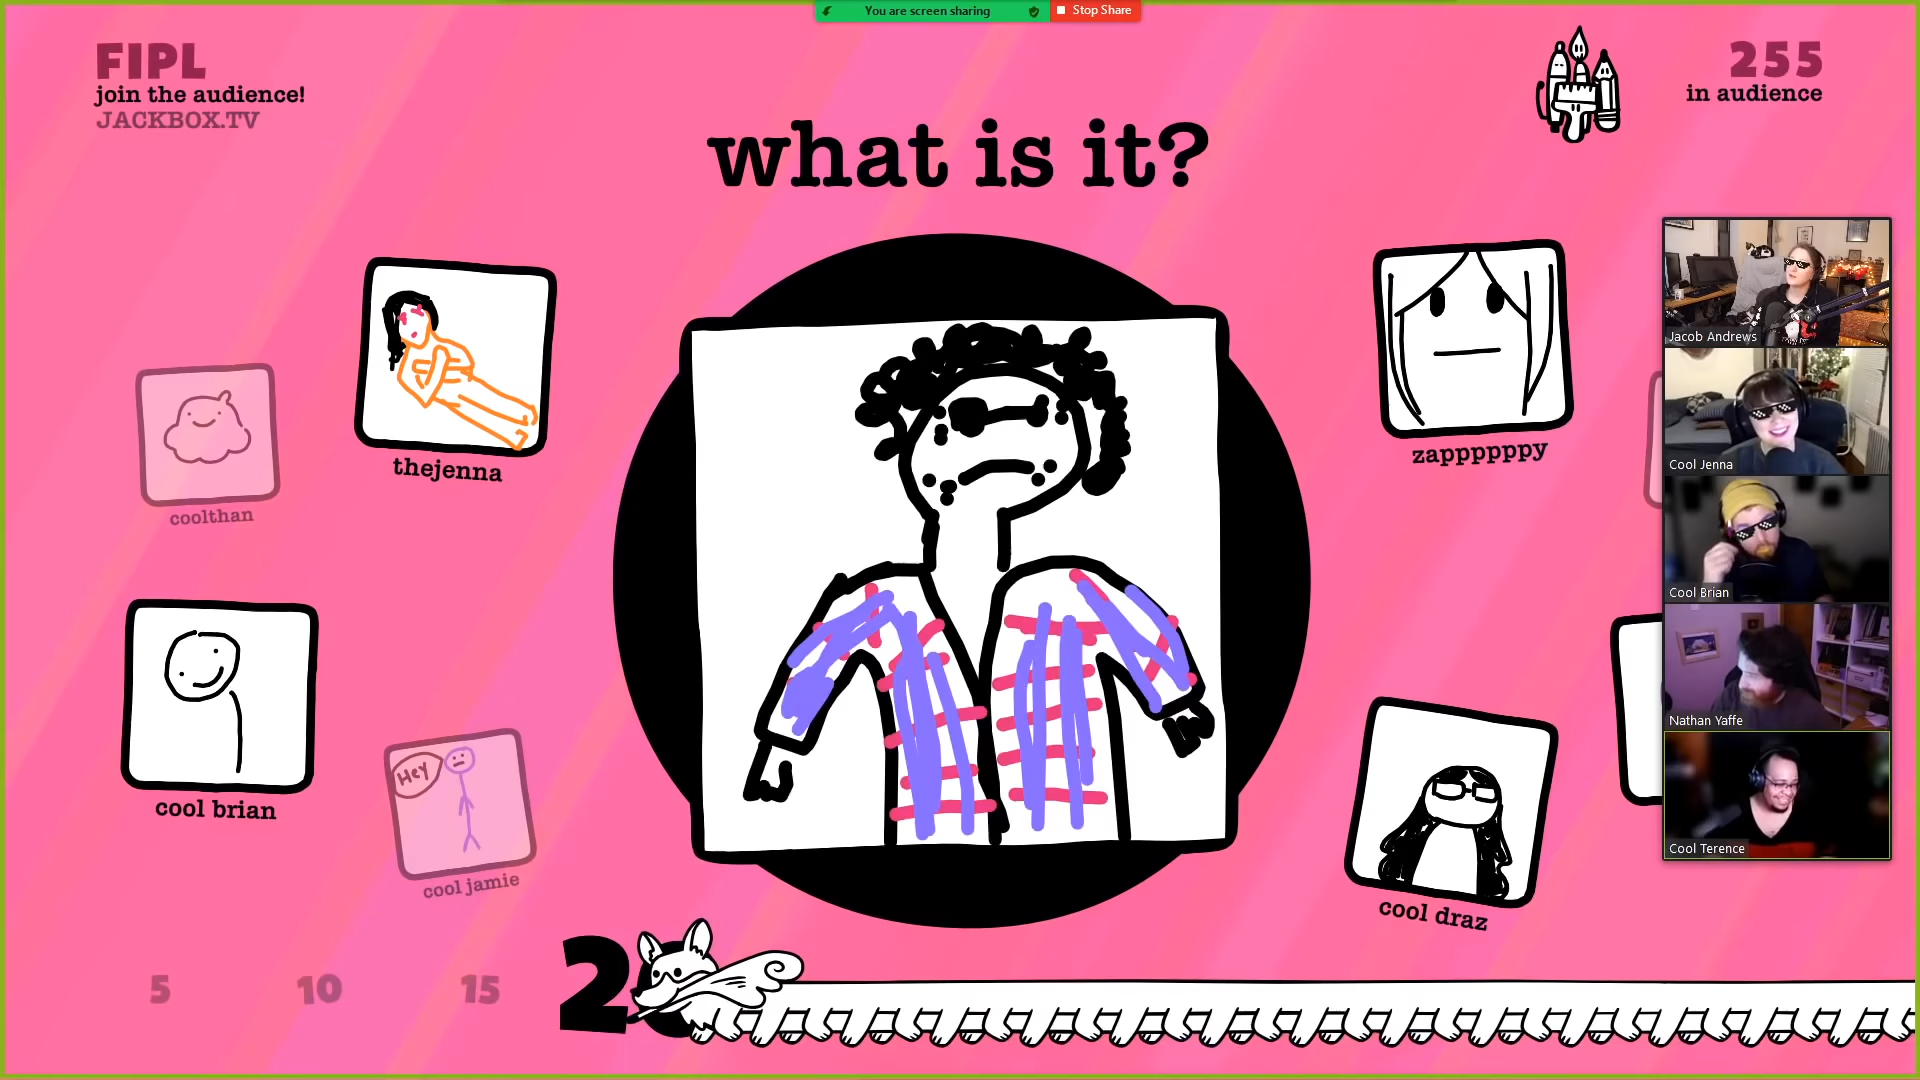 You are screen sharing
Stop Share
FIPL
join the audience!
JACKBOX.TV
255
in audience
what is it?
thejenna
coolthan
cool brian
Hey
cool jamie
zappppppy
cool draz
Jacob Andrews
Cool Jenna
Cool Brian
Nathan Yaffe
Cool Terence
5
10
15
20